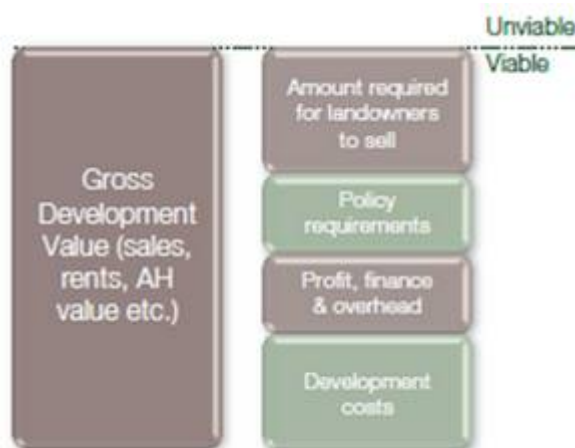 Unviable
Viable
Gross
Development
Value (sales,
rents, AH
value etc.)
Amount required
for landowners
to sell
Policy
requirements
Profit, finance
& overhead
Development
costs